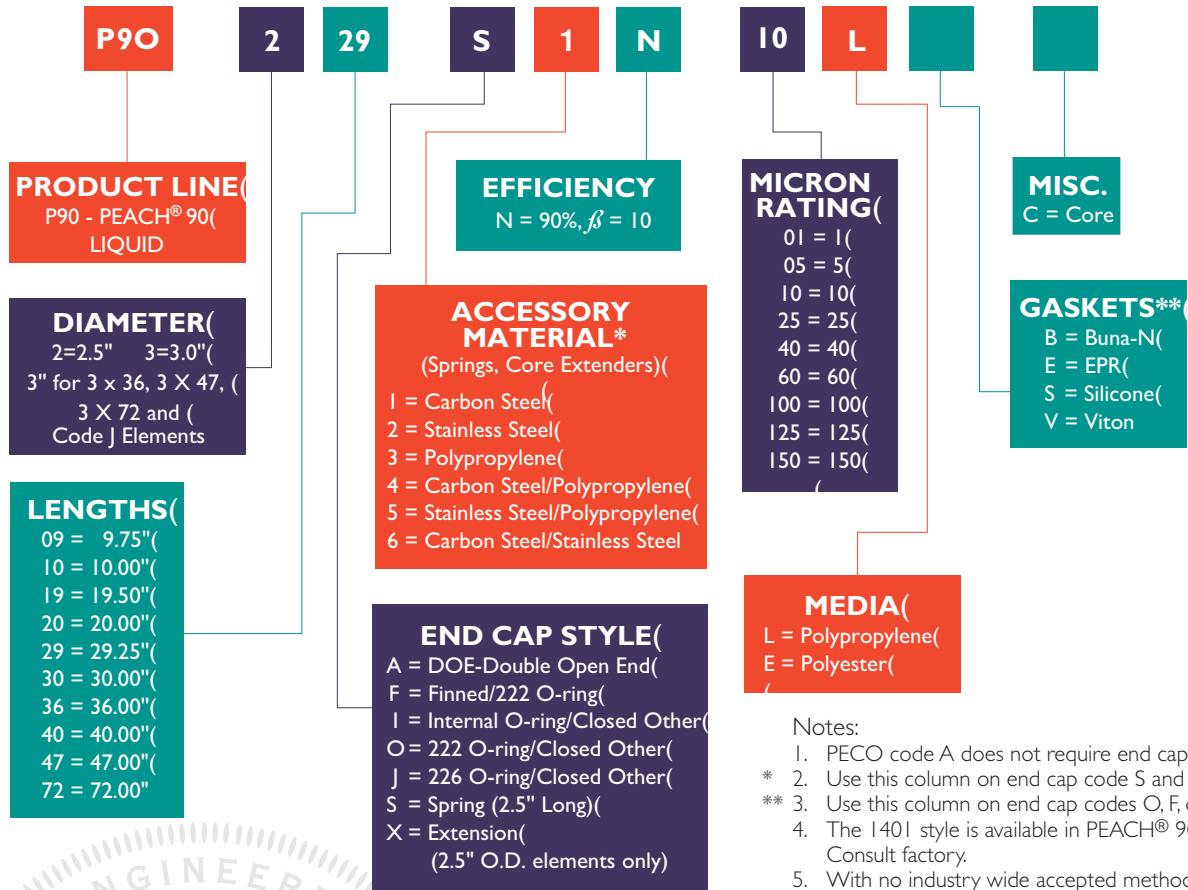 P9O 2 29 S 1 N 10 L
PRODUCT LINE(
P90 - PEACH® 90(
LIQUID
EFFICIENCY
N = 90%, ß = 10
MICRON
RATING(
01 = 1(
05 = 5(
10 = 10(
25 = 25(
40 = 40(
60 = 60(
100 = 100(
125 = 125(
150 = 150(
(
MISC.
C = Core
DIAMETER(
2=2.5" 3=3.0"(
3" for 3 x 36, 3 X 47, (
3 X 72 and (
Code J Elements
ACCESSORY
MATERIAL*
(Springs, Core Extenders)(
(
1 = Carbon Steel(
2 = Stainless Steel(
3 = Polypropylene(
4 = Carbon Steel/Polypropylene(
5 = Stainless Steel/Polypropylene(
6 = Carbon Steel/Stainless Steel
GASKETS**(
B = Buna-N(
E = EPR(
S = Silicone(
V = Viton
LENGTHS(
09 = 9.75"(
10 = 10.00"(
19 = 19.50"(
20 = 20.00"(
29 = 29.25"(
30 = 30.00"(
36 = 36.00"(
40 = 40.00"(
47 = 47.00"(
72 = 72.00"
END CAP STYLE(
A = DOE-Double Open End(
F = Finned/222 O-ring(
I = Internal O-ring/Closed Other(
O = 222 O-ring/Closed Other(
J = 226 O-ring/Closed Other(
S = Spring (2.5" Long)(
X = Extension(
(2.5" O.D. elements only)
MEDIA(
L = Polypropylene(
E = Polyester(
(
Notes:
1. PECO code A does not require end cap
* 2. Use this column on end cap code S and
** 3. Use this column on end cap codes O, F,
4. The 1401 style is available in PEACH® 90
Consult factory.
5. With no industry wide accepted method
NGINEER